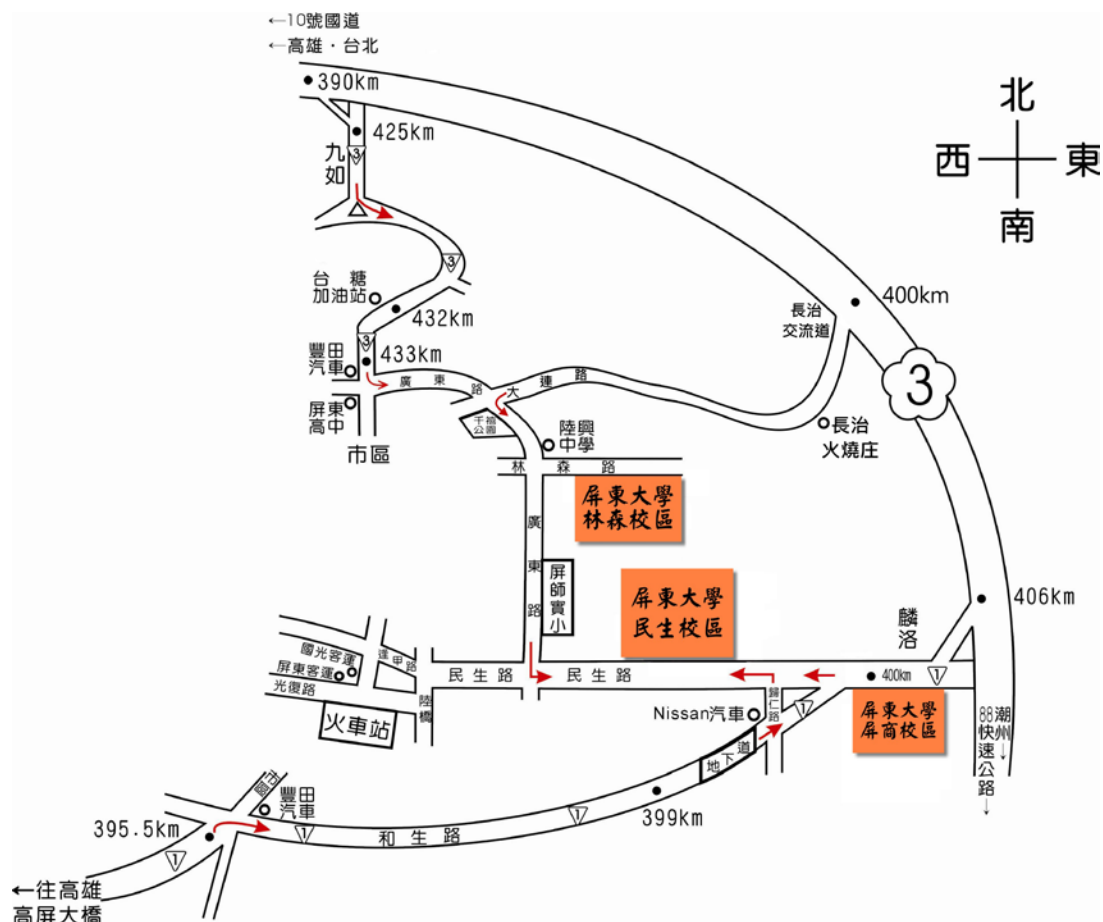 ←10號國道
←高雄．台北
390km
425km
3
九如
北
西
東
南
3
台糖
加油站
432km
400km
長治
交流道
3
433km
豐田
汽車
廣東路
大連路
3
屏東
高中
千禧
公園
陸興
中學
長治
火燒庄
市區
林森路
屏東大學
林森校區
廣東路
屏師實小
屏東大學
民生校區
406km
麟洛
國光客運
逢甲路
屏東客運
光復路
陸橋
民生路
民生路
400km
1
歸仁路
屏東大學
屏商校區
火車站
Nissan汽車
1
地下道
潮州↓
88快速公路↓
市區
豐田
汽車
399km
395.5km
1
和生路
1
1
←往高雄
高屏大橋